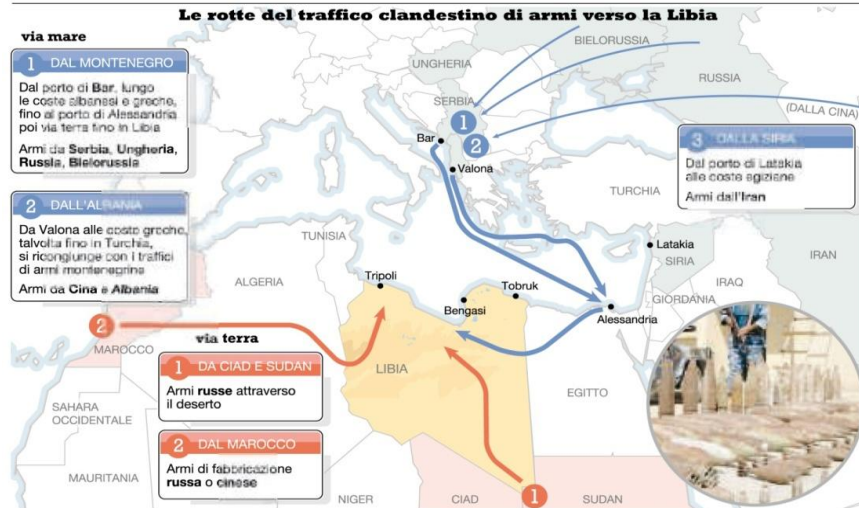 Le rotte del traffico clandestino di armi verso la Libia
via mare
1 DAL MONTENEGRO
Dal porto di Bar, lungo
le coste albanesi e greche,
fino al porto di Alessandria
poi via terra fino in Libia
Armi da Serbia, Ungheria,
Russia, Bielorussia
2 DALL'ALBANIA
Da Valona alle coste greche,
talvolta fino in Turchia,
si ricongiunge con i traffici
di armi montenegrine
Armi da Cina e Albania
3 DALLA SIRIA
Dal porto di Latakia
alle coste egiziane
Armi dall'Iran
via terra
1 DA CIAD E SUDAN
Armi russe attraverso
il deserto
2 DAL MAROCCO
Armi di fabbricazione
russa o cinese
BIELORUSSIA
UNGHERIA
RUSSIA
SERBIA
(DALLA CINA)
1
2
Bar
Valona
TURCHIA
TUNISIA
Latakia
SIRIA
IRAN
ALGERIA
Tripoli
Tobruk
IRAQ
Bengasi
GIORDANIA
Alessandria
2
MAROCCO
LIBIA
EGITTO
SAHARA
OCCIDENTALE
MAURITANIA
NIGER
CIAD
1
SUDAN